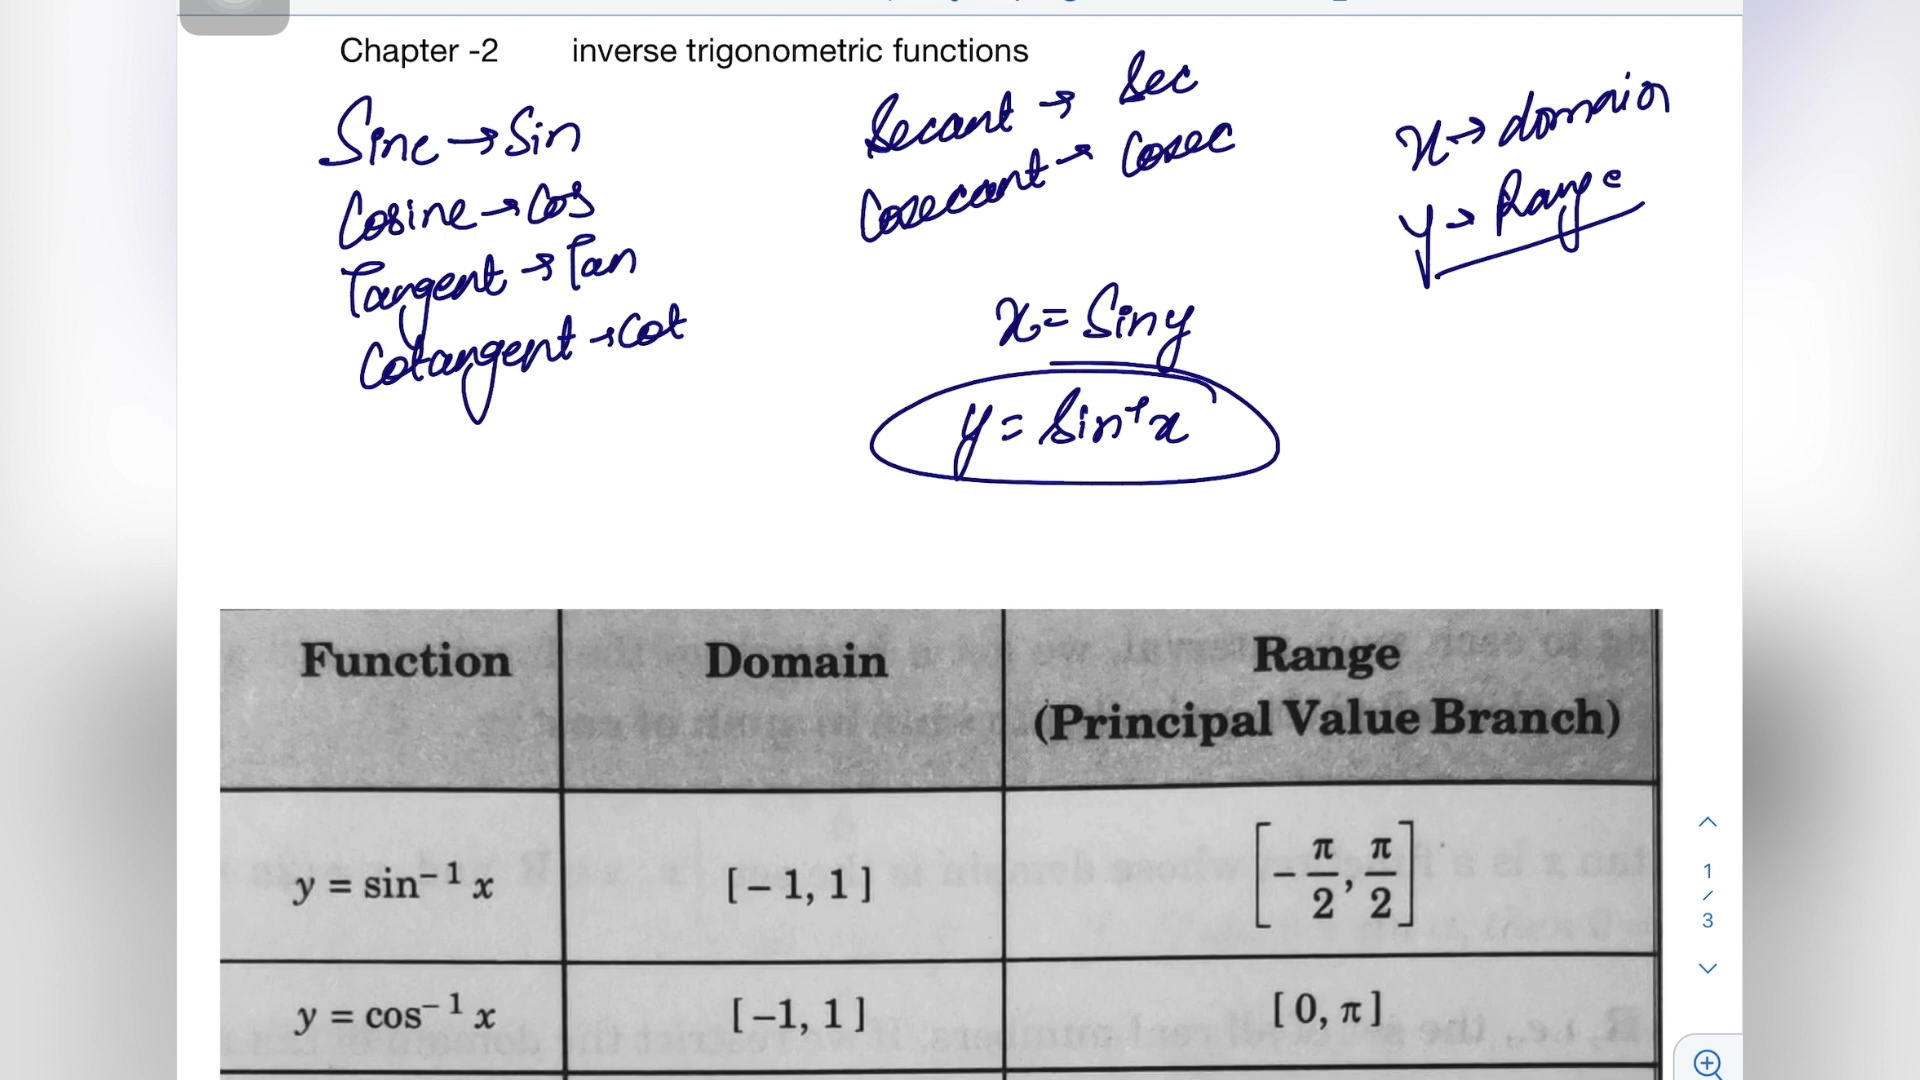 Chapter -2 inverse trigonometric functions
Sine → Sin
Cosine → Cos
Tangent → Tan
Cotangent → Cot
Secant → Sec
Cosecant → Cosec
x → domain
y → Range
x = Sin y
y = Sin⁻¹x
Function Domain Range (Principal Value Branch)
y = sin⁻¹ x [– 1, 1] [-π/2, π/2]
y = cos⁻¹ x [–1, 1] [0, π]
1
/
3